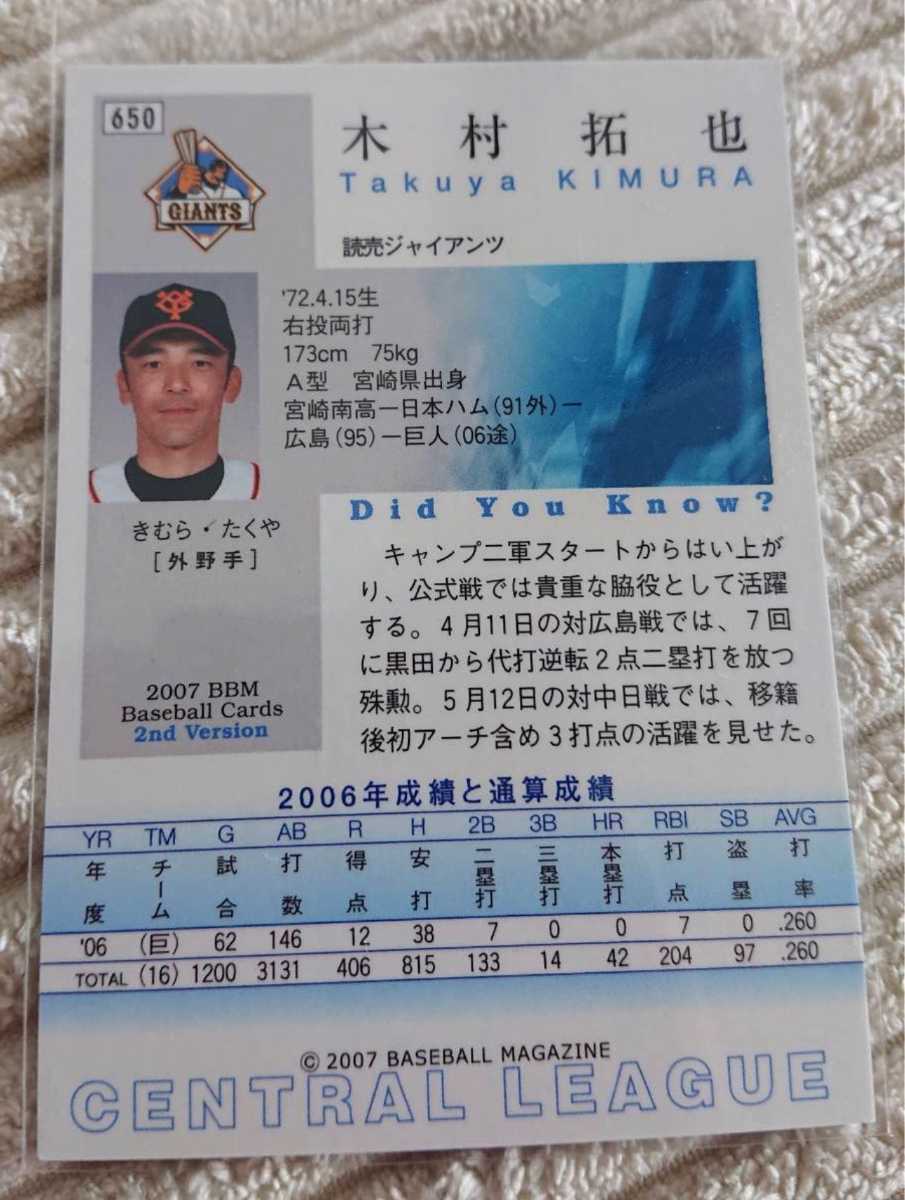 650
GIANTS
木村拓也
Takuya KIMURA
読売ジャイアンツ
YG
'72.4.15生
右投両打
173cm 75kg
A型 宮崎県出身
宮崎南高ー日本ハム(91外)ー
広島(95)ー巨人(06途)
きむら・たくや
[外野手]
2007 BBM
Baseball Cards
2nd Version
Did You Know?
キャンプ二軍スタートからはい上が
り、公式戦では貴重な脇役として活躍
する。4月11日の対広島戦では、7回
に黒田から代打逆転2点二塁打を放つ
殊勲。5月12日の対中日戦では、移籍
後初アーチ含め3打点の活躍を見せた。
2006年成績と通算成績
YR TM G AB R H 2B 3B HR RBI SB AVG
年度 チーム 試合 打数 得点 安打 二塁打 三塁打 本塁打 打点 盗塁 打率
'06 (巨) 62 146 12 38 7 0 0 7 0 .260
TOTAL (16) 1200 3131 406 815 133 14 42 204 97 .260
© 2007 BASEBALL MAGAZINE
CENTRAL LEAGUE